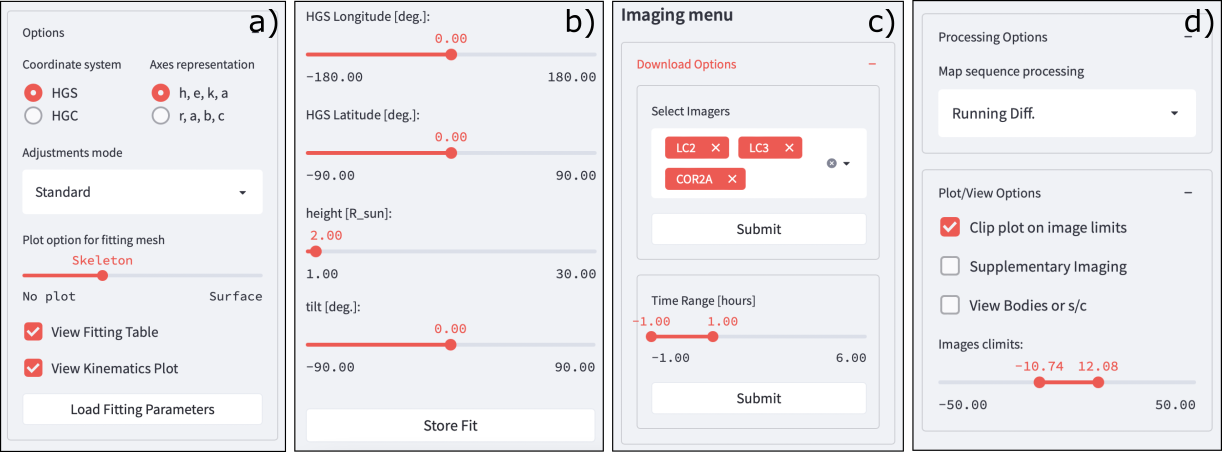 a)
Options
Coordinate system Axes representation
HGS h, e, k, a
HGC r, a, b, c
Adjustments mode
Standard
Plot option for fitting mesh
Skeleton
No plot Surface
View Fitting Table
View Kinematics Plot
Load Fitting Parameters
b)
HGS Longitude [deg.]:
0.00
-180.00 180.00
HGS Latitude [deg.]:
0.00
-90.00 90.00
height [R_sun]:
2.00
1.00 30.00
tilt [deg.]:
0.00
-90.00 90.00
Store Fit
c)
Imaging menu
Download Options
Select Imagers
LC2 LC3
COR2A
Submit
Time Range [hours]
-1.00 1.00
-1.00 6.00
Submit
d)
Processing Options
Map sequence processing
Running Diff.
Plot/View Options
Clip plot on image limits
Supplementary Imaging
View Bodies or s/c
Images climits:
-10.74 12.08
-50.00 50.00